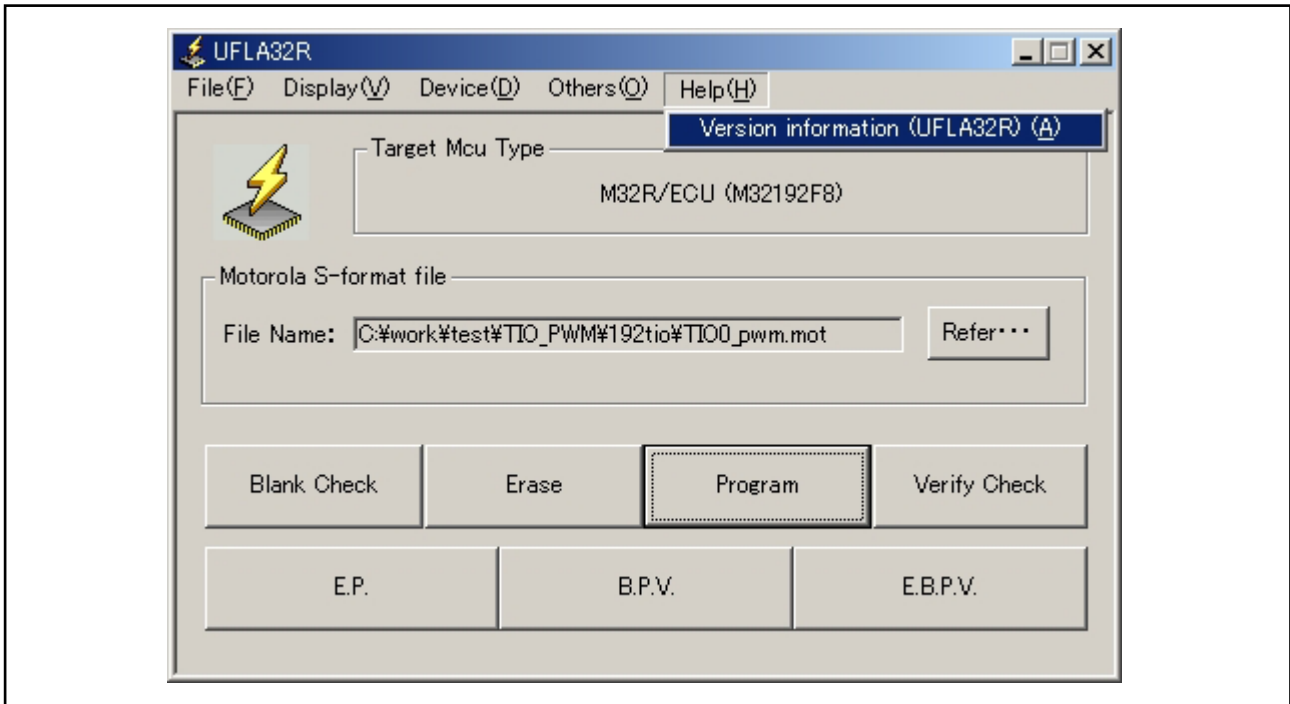 UFLA32R
File(F) Display(V) Device(D) Others(O) Help(H)
Version information (UFLA32R) (A)
Target Mcu Type
M32R/ECU (M32192F8)
Motorola S-format file
File Name: C:¥work¥test¥TIO_PWM¥192tio¥TIO0_pwm.mot Refer･･･
Blank Check Erase Program Verify Check
E.P. B.P.V. E.B.P.V.